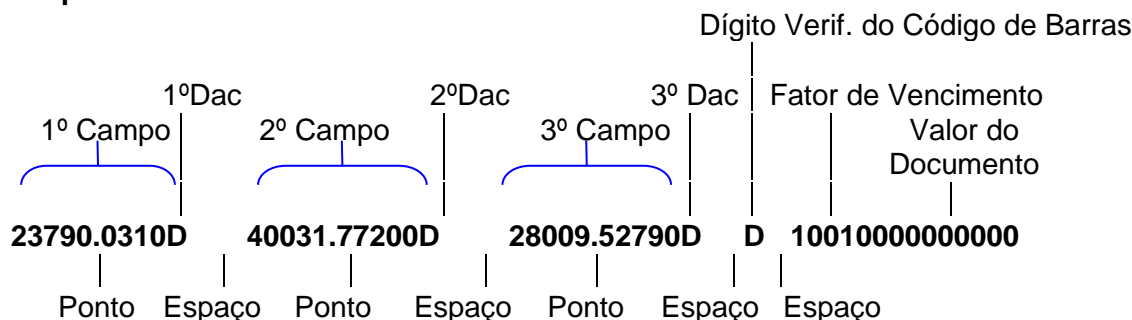 Dígito Verif. do Código de Barras
1ºDac 2ºDac 3º Dac Fator de Vencimento
1º Campo 2º Campo 3º Campo Valor do
Documento
23790.0310D 40031.77200D 28009.52790D D 10010000000000
Ponto Espaço Ponto Espaço Ponto Espaço Espaço